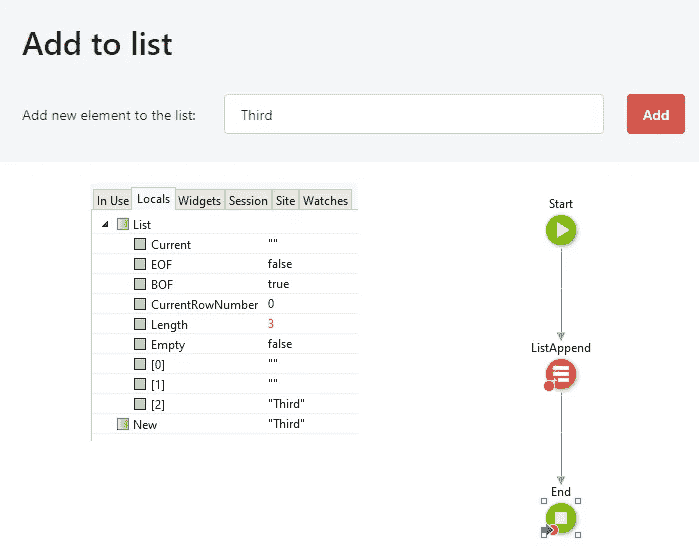 Add to list
Add new element to the list: Third Add
In Use Locals Widgets Session Site Watches
List
Current ""
EOF false
BOF true
CurrentRowNumber 0
Length 3
Empty false
[0] ""
[1] ""
[2] "Third"
New "Third"
Start
ListAppend
End